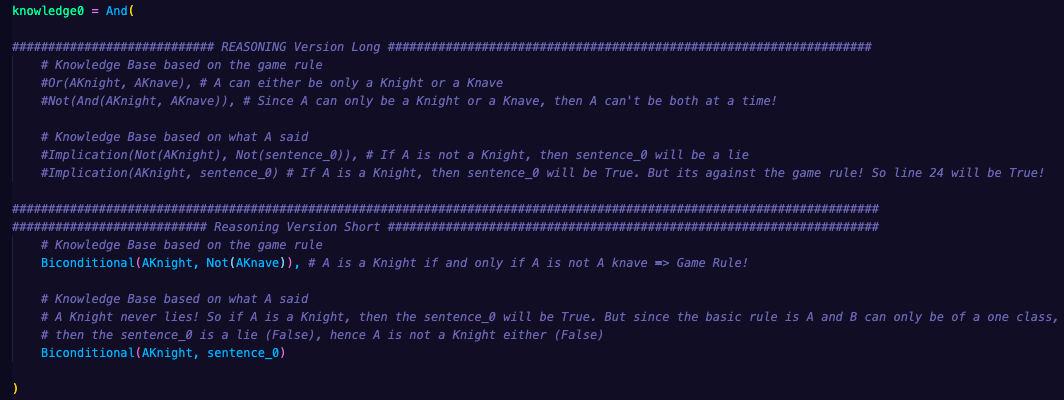 knowledge0 = And(
############################ REASONING Version Long ###################################################################
# Knowledge Base based on the game rule
#Or(AKnight, AKnave), # A can either be only a Knight or a Knave
#Not(And(AKnight, AKnave)), # Since A can only be a Knight or a Knave, then A can't be both at a time!
# Knowledge Base based on what A said
#Implication(Not(AKnight), Not(sentence_0)), # If A is not a Knight, then sentence_0 will be a lie
#Implication(AKnight, sentence_0) # If A is a Knight, then sentence_0 will be True. But its against the game rule! So line 24 will be True!
########################################################################################################################
########################### Reasoning Version Short ####################################################################
# Knowledge Base based on the game rule
Biconditional(AKnight, Not(AKnave)), # A is a Knight if and only if A is not A knave => Game Rule!
# Knowledge Base based on what A said
# A Knight never lies! So if A is a Knight, then the sentence_0 will be True. But since the basic rule is A and B can only be of a one class,
# then the sentence_0 is a lie (False), hence A is not a Knight either (False)
Biconditional(AKnight, sentence_0)
)